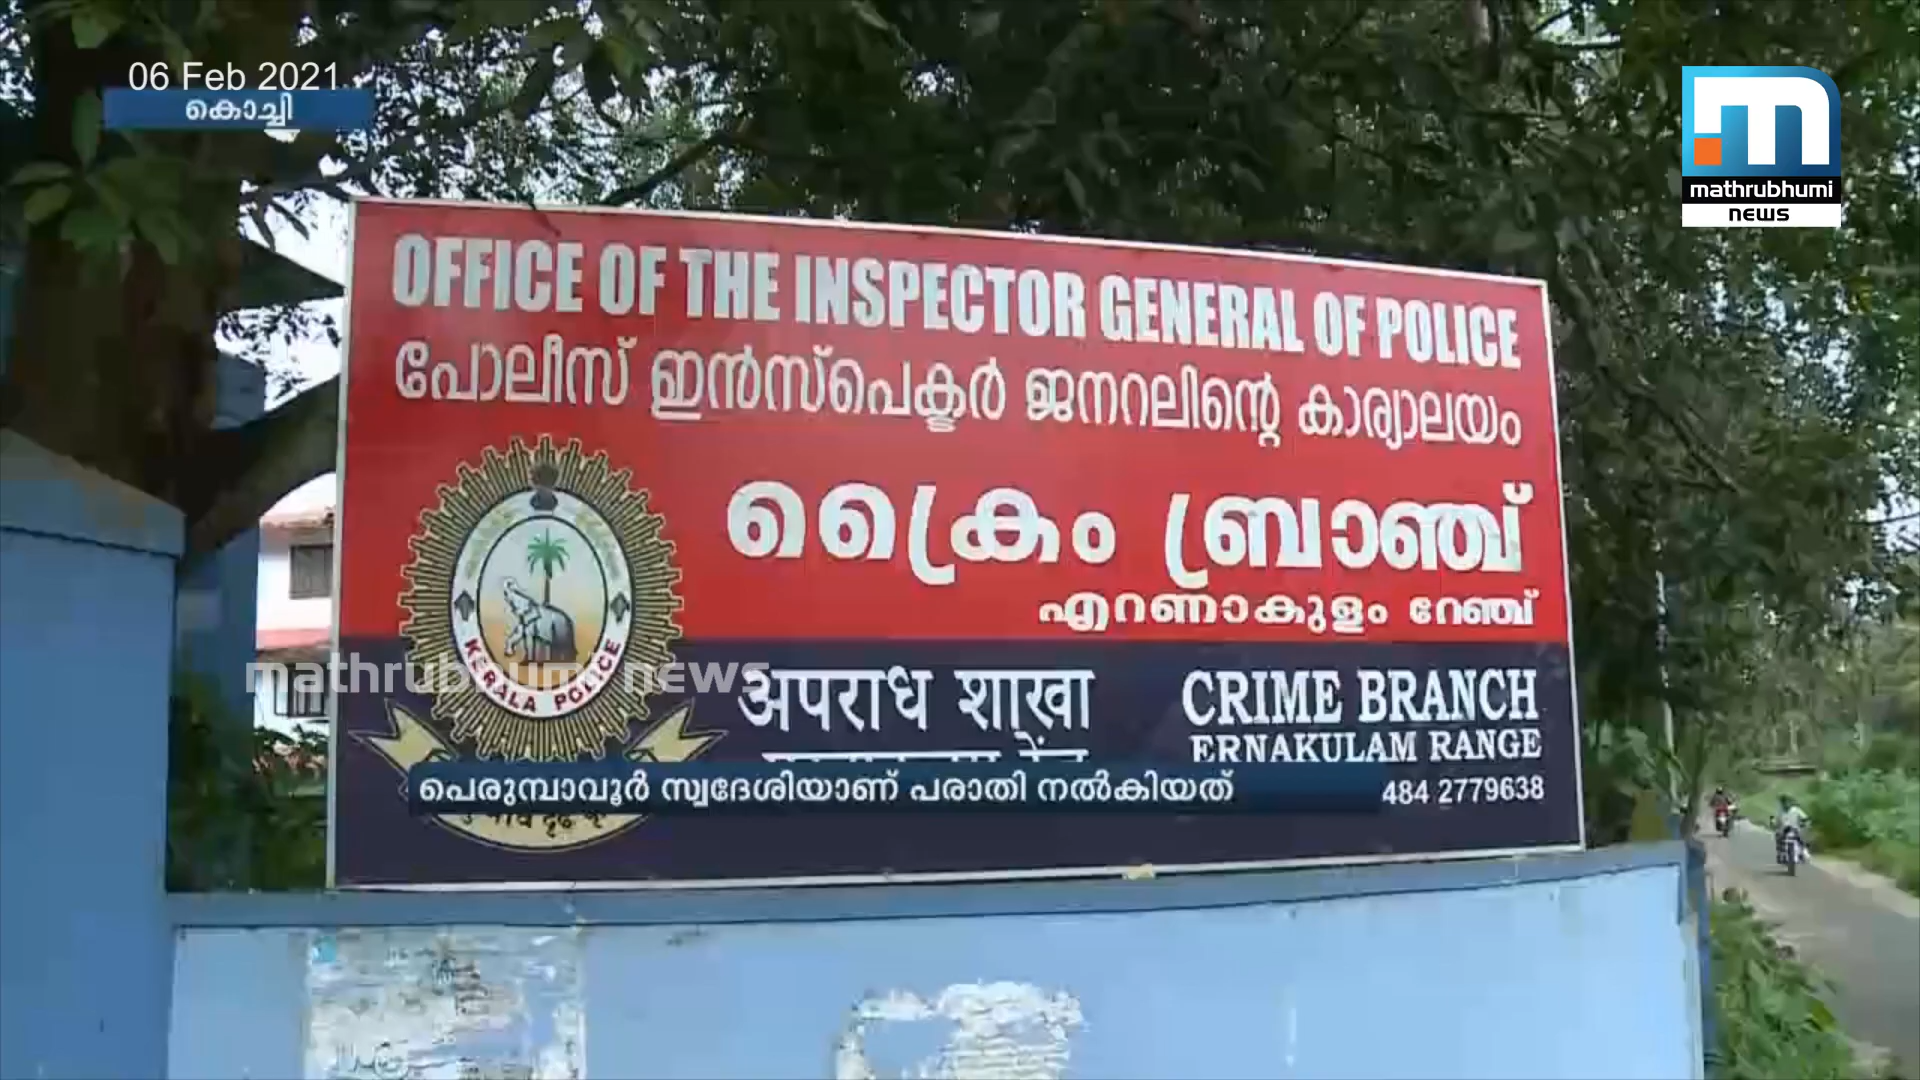 06 Feb 2021
കൊച്ചി
mathrubhumi
news
OFFICE OF THE INSPECTOR GENERAL OF POLICE
പോലീസ് ഇൻസ്പെക്ടർ ജനറലിന്റെ കാര്യാലയം
ക്രൈം ബ്രാഞ്ച്
എറണാകുളം റേഞ്ച്
KERALA POLICE
mathrubhumi news
अपराध शाखा
CRIME BRANCH
ERNAKULAM RANGE
പെരുമ്പാവൂർ സ്വദേശിയാണ് പരാതി നൽകിയത്
484 2779638